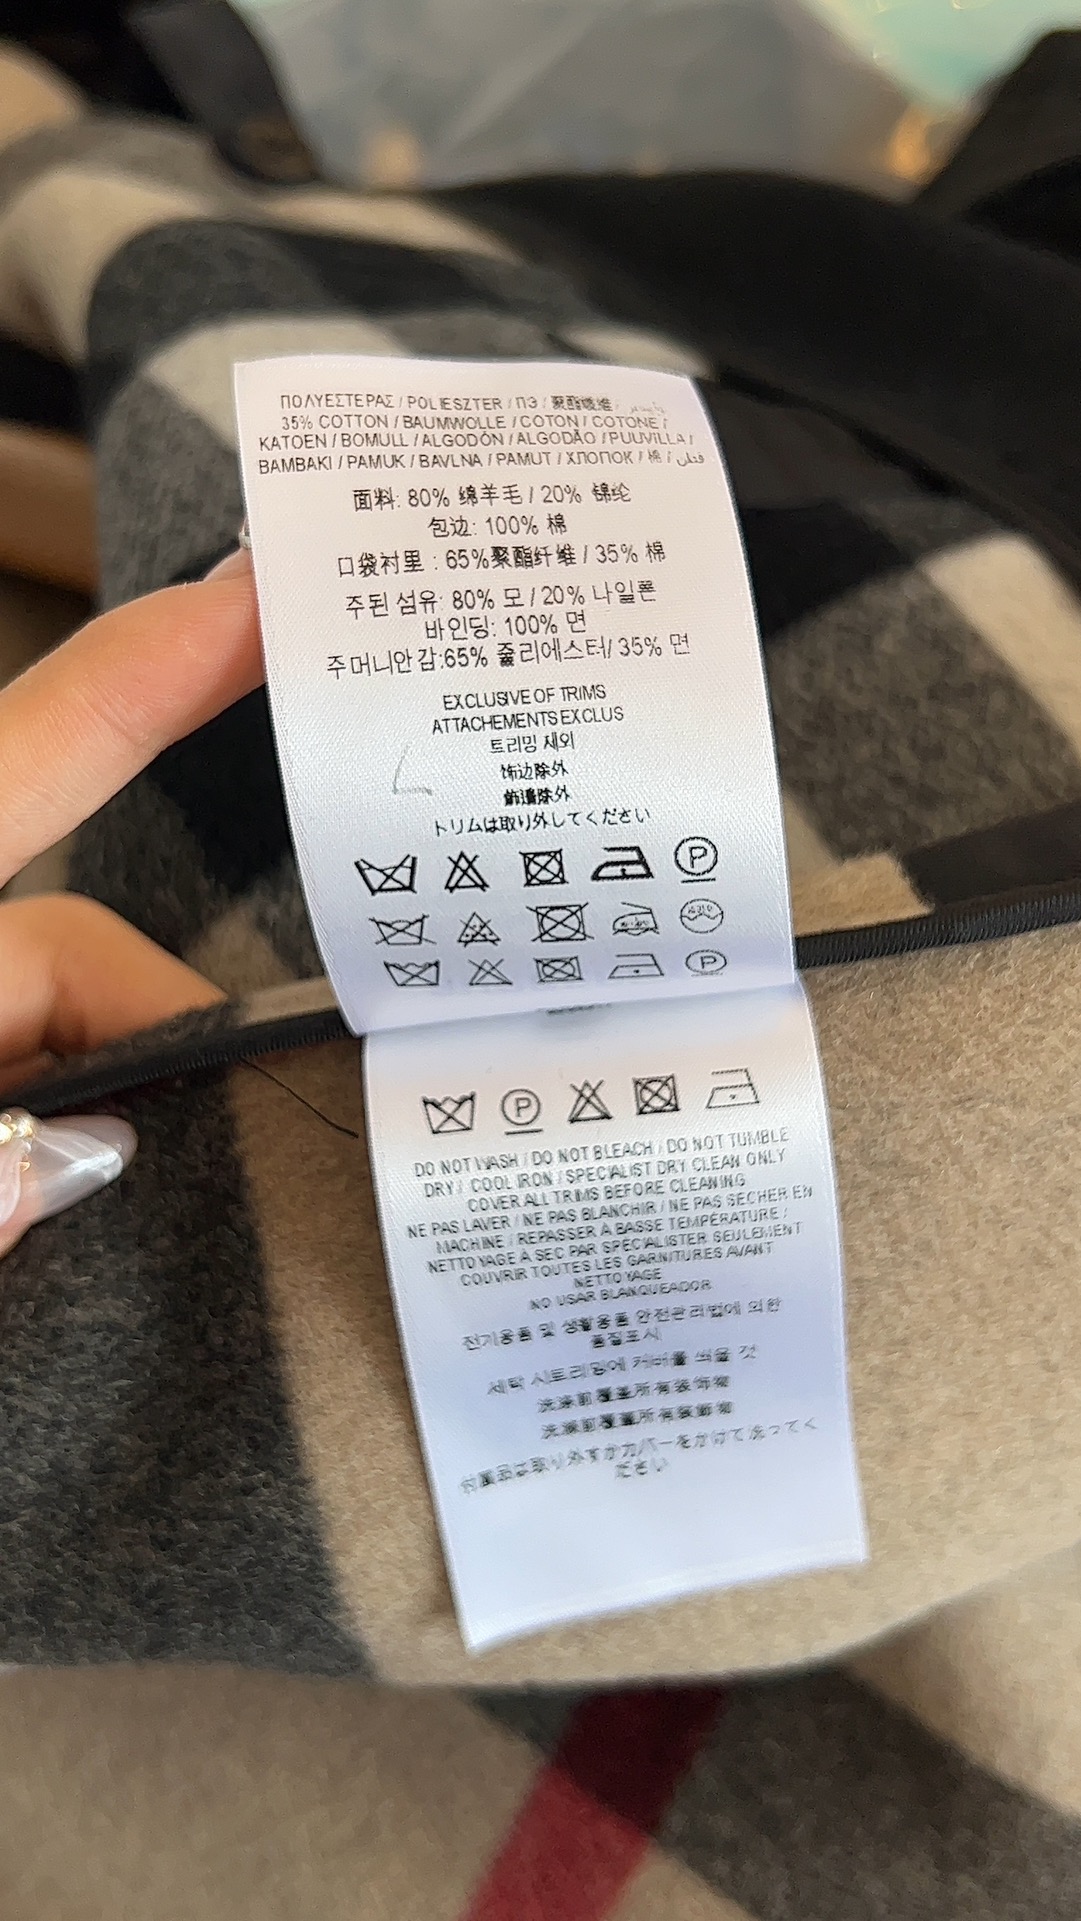 ΠΟΛΥΕΣΤΕΡΑΣ / POLIESZTER / ПЭ / 聚酯纖維 /
35% COTTON / BAUMWOLLE / COTON / COTONE /
KATOEN / BOMULL / ALGODÓN / ALGODÃO / PUUVILLA /
BAMBAKI / PAMUK / BAVLNA / PAMUT / ХЛОПОК / 棉 / قطن
面料: 80% 绵羊毛 / 20% 锦纶
包边: 100% 棉
口袋衬里 : 65%聚酯纤维 / 35% 棉
주된 섬유: 80% 모 / 20% 나일론
바인딩: 100% 면
주머니안감:65% 폴리에스터/ 35% 면
EXCLUSIVE OF TRIMS
ATTACHEMENTS EXCLUS
트리밍 제외
饰边除外
飾邊除外
トリムは取り外してください
P
P
P
DO NOT WASH / DO NOT BLEACH / DO NOT TUMBLE
DRY / COOL IRON / SPECIALIST DRY CLEAN ONLY
COVER ALL TRIMS BEFORE CLEANING
NE PAS LAVER / NE PAS BLANCHIR / NE PAS SECHER EN
MACHINE / REPASSER À BASSE TEMPÉRATURE /
NETTOYAGE À SEC PAR SPÉCIALISTER SEULEMENT
COUVRIR TOUTES LES GARNITURES AVANT
NETTOYAGE
NO USAR BLANQUEADOR
전기용품 및 생활용품 안전관리법에 의한
품질표시
세탁 시트리밍에 커버를 씌울 것
洗涤前覆盖所有装饰物
洗滌前覆蓋所有裝飾物
付属品は取り外すかカバーをかけて洗ってく
ださい